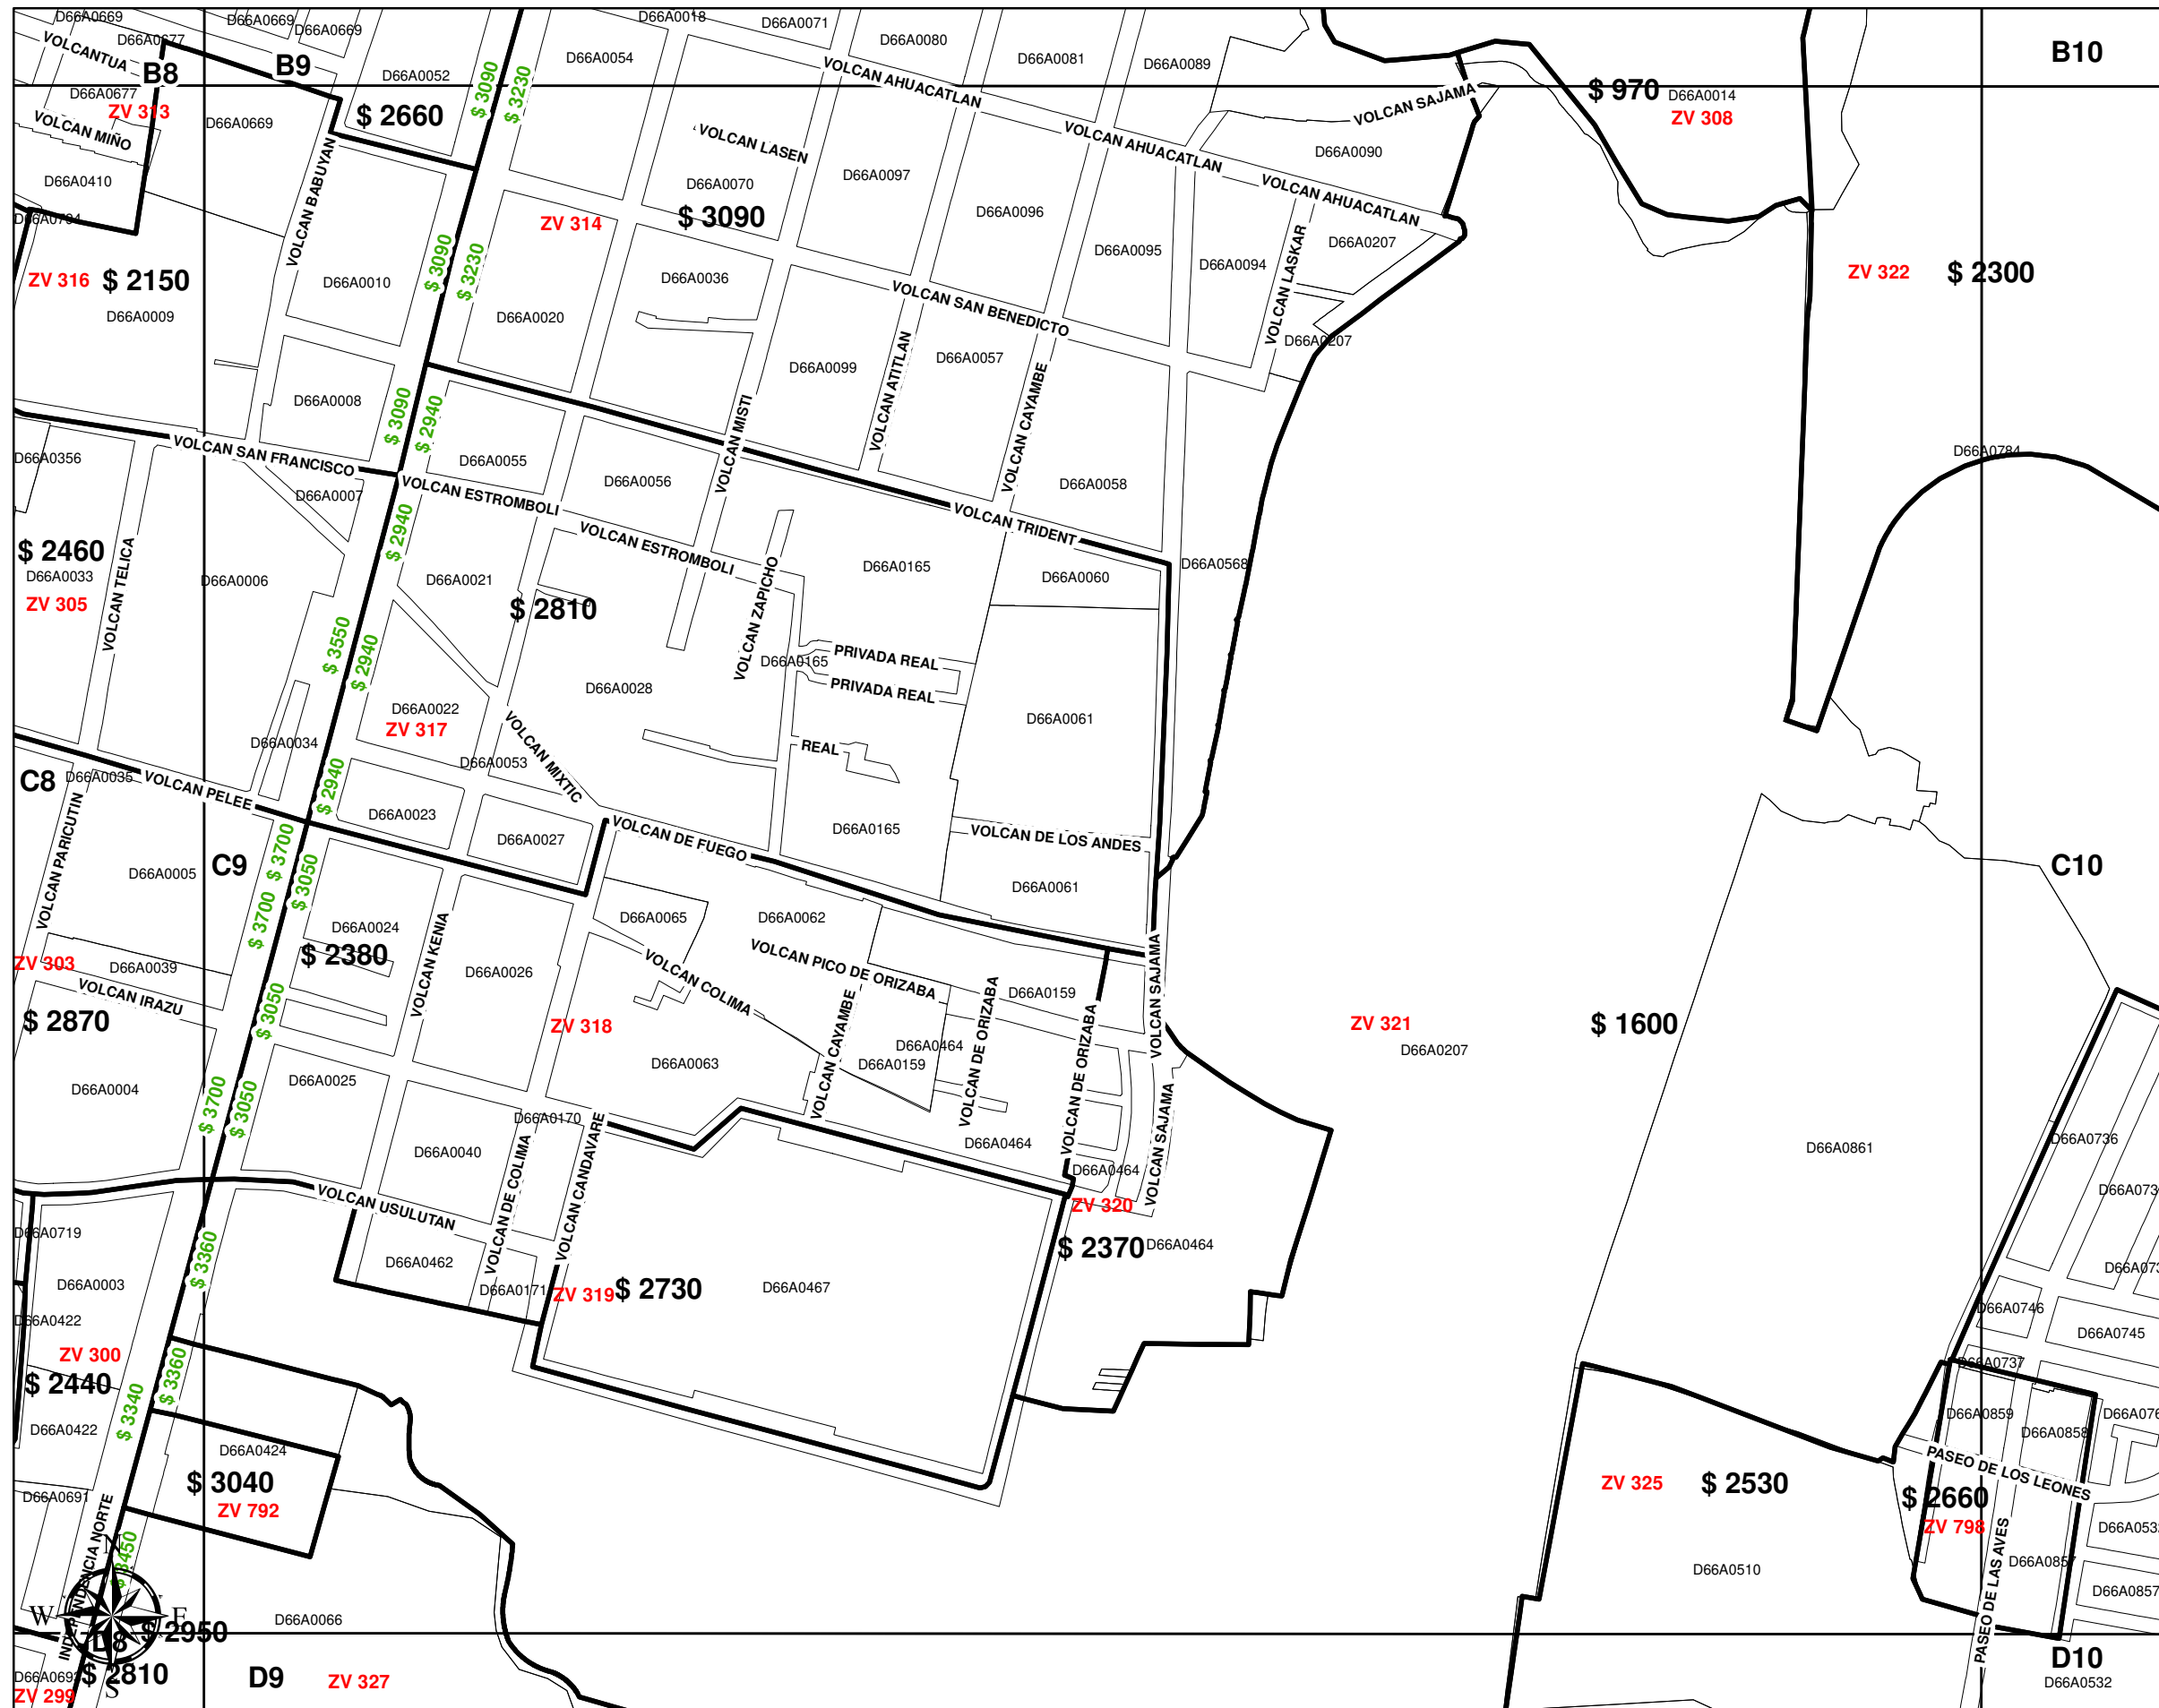 D66A0669
D66A0669
D66A0669
D66A0018
D66A0071
D66A0677
VOLCANTUA
B8
B9
D66A0052
$ 3090
$ 3230
D66A0054
D66A0080
D66A0081
D66A0089
VOLCAN AHUACATLAN
B10
D66A0677
ZV 313
D66A0669
$ 2660
$ 970
D66A0014
ZV 308
VOLCAN SAJAMA
VOLCAN MIÑO
VOLCAN LASEN
VOLCAN AHUACATLAN
D66A0090
D66A0410
VOLCAN BABUYAN
D66A0070
D66A0097
VOLCAN AHUACATLAN
ZV 314
$ 3090
D66A0096
D66A0095
D66A0094
VOLCAN LASKAR
D66A0207
ZV 316
$ 2150
D66A0009
D66A0010
$ 3090
$ 3230
D66A0020
D66A0036
VOLCAN SAN BENEDICTO
ZV 322
$ 2300
D66A0207
D66A0099
VOLCAN ATITLAN
D66A0057
VOLCAN CAYAMBE
D66A0008
$ 3090
$ 2940
VOLCAN MISTI
D66A0356
VOLCAN SAN FRANCISCO
D66A0055
D66A0056
D66A0058
D66A0784
D66A0007
VOLCAN ESTROMBOLI
VOLCAN ESTROMBOLI
VOLCAN TRIDENT
$ 2940
$ 2460
D66A0033
ZV 305
VOLCAN TELICA
D66A0006
D66A0021
$ 2810
VOLCAN ZAPICHO
D66A0165
D66A0060
D66A0568
$ 3550
$ 2940
D66A0165
PRIVADA REAL
PRIVADA REAL
D66A0028
D66A0022
ZV 317
D66A0061
D66A0034
D66A0053
VOLCAN MIXTIC
REAL
C8
D66A0035
VOLCAN PELEE
$ 2940
D66A0023
D66A0027
VOLCAN DE FUEGO
D66A0165
VOLCAN DE LOS ANDES
VOLCAN PARICUTIN
D66A0005
C9
$ 3700
$ 3050
D66A0061
C10
$ 3700
D66A0024
$ 2380
VOLCAN KENIA
D66A0065
D66A0062
VOLCAN COLIMA
VOLCAN PICO DE ORIZABA
ZV 303
D66A0039
D66A0026
D66A0159
VOLCAN SAJAMA
VOLCAN IRAZU
$ 2870
$ 3050
ZV 318
VOLCAN CAYAMBE
D66A0464
D66A0159
VOLCAN DE ORIZABA
VOLCAN DE ORIZABA
ZV 321
D66A0207
$ 1600
D66A0004
$ 3700
$ 3050
D66A0025
D66A0063
D66A0170
D66A0040
D66A0464
D66A0464
VOLCAN SAJAMA
D66A0861
D66A0736
VOLCAN USULUTAN
VOLCAN DE COLIMA
VOLCAN CANDAVARE
ZV 320
$ 2370
D66A0464
D66A0719
$ 3360
D66A0462
D66A0171
ZV 319
$ 2730
D66A0467
D66A0003
D66A0422
ZV 300
$ 2440
D66A0422
$ 3360
$ 3340
D66A0746
D66A0745
D66A0737
D66A0859
D66A0858
D66A0424
$ 3040
ZV 792
ZV 325
$ 2530
PASEO DE LOS LEONES
$ 2660
ZV 798
D66A0691
INDEPENDENCIA NORTE
$ 3450
D66A0510
PASEO DE LAS AVES
D66A0857
D66A0857
N
W
E
S
D66A0066
$ 2950
D8
$ 2810
ZV 299
D9
ZV 327
D10
D66A0532